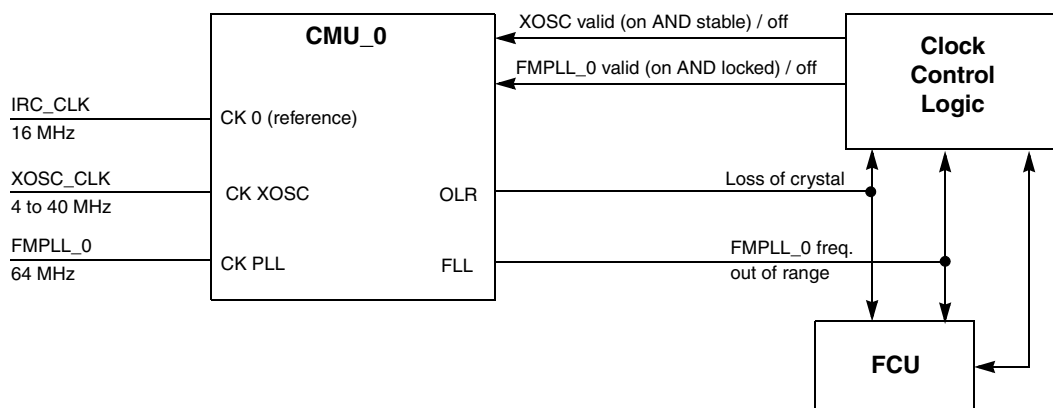 CMU_0
XOSC valid (on AND stable) / off
FMPLL_0 valid (on AND locked) / off
Clock
Control
Logic
IRC_CLK
16 MHz
CK 0 (reference)
XOSC_CLK
4 to 40 MHz
CK XOSC
OLR
Loss of crystal
FMPLL_0
64 MHz
CK PLL
FLL
FMPLL_0 freq.
out of range
FCU